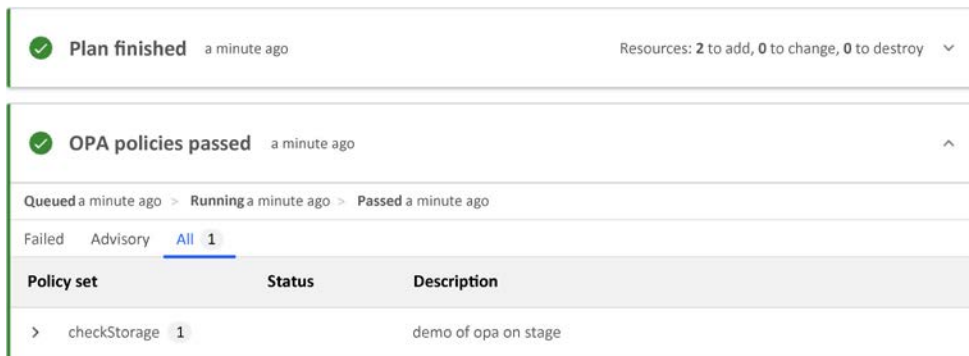 Plan finished a minute ago Resources: 2 to add, 0 to change, 0 to destroy
OPA policies passed a minute ago
Queued a minute ago > Running a minute ago > Passed a minute ago
Failed Advisory All 1
Policy set Status Description
checkStorage 1 demo of opa on stage